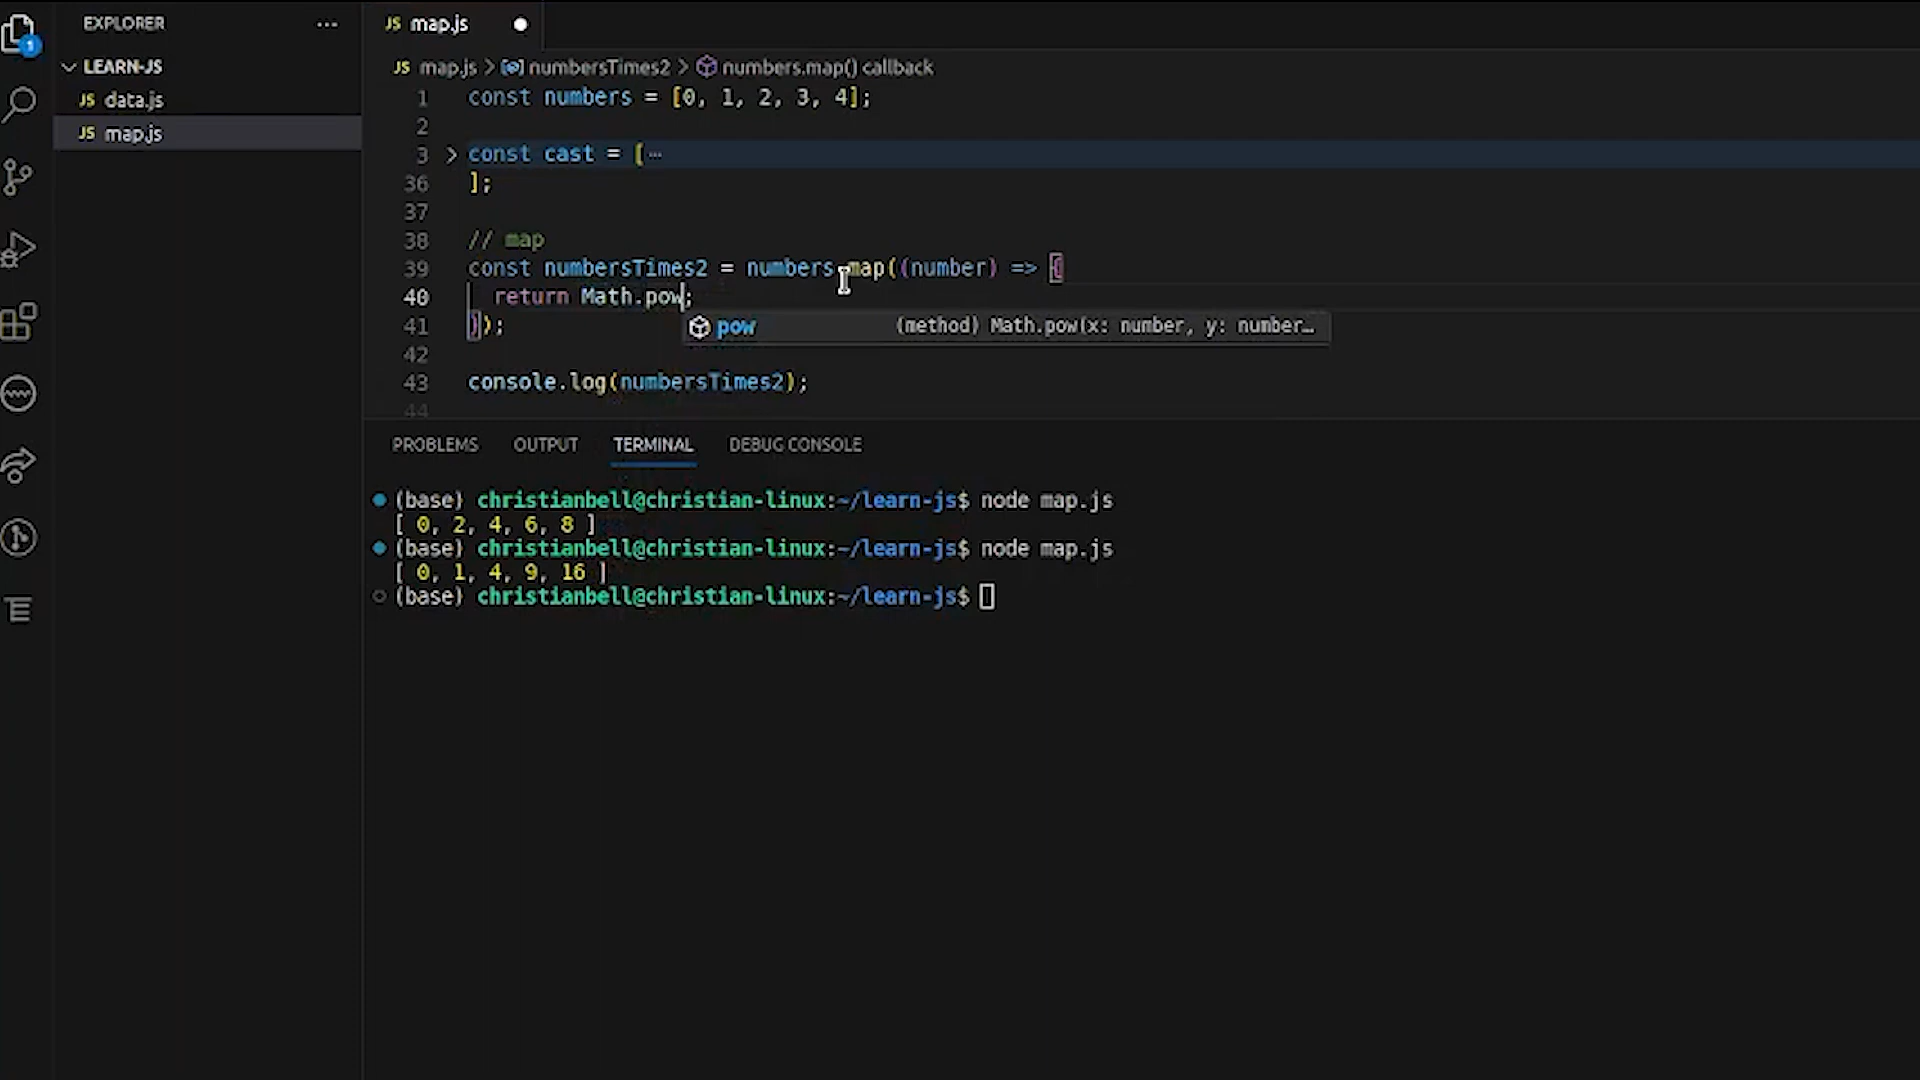 EXPLORER ···
LEARN-JS
JS data.js
JS map.js
1
JS map.js
JS map.js > numbersTimes2 > numbers.map() callback
1 const numbers = [0, 1, 2, 3, 4];
2
3 const cast = [···
36 ];
37
38 // map
39 const numbersTimes2 = numbers.map((number) => {
40 return Math.pow;
41 });
pow (method) Math.pow(x: number, y: number…
42
43 console.log(numbersTimes2);
44
PROBLEMS OUTPUT TERMINAL DEBUG CONSOLE
(base) christianbell@christian-linux:~/learn-js$ node map.js
[ 0, 2, 4, 6, 8 ]
(base) christianbell@christian-linux:~/learn-js$ node map.js
[ 0, 1, 4, 9, 16 ]
(base) christianbell@christian-linux:~/learn-js$